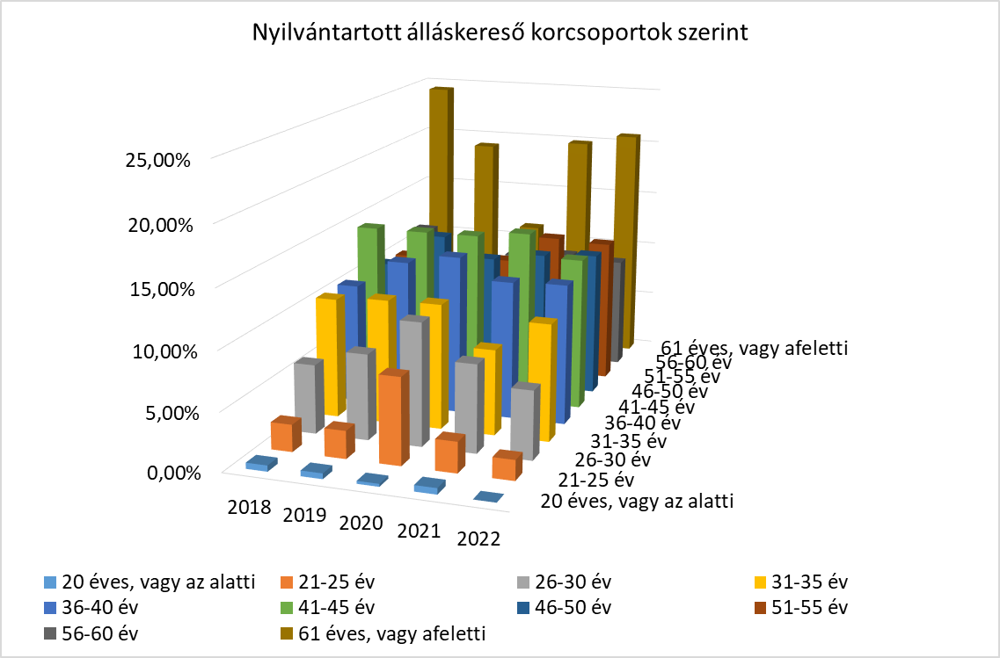 Nyilvántartott álláskereső korcsoportok szerint
25,00%
20,00%
15,00%
10,00%
5,00%
0,00%
61 éves, vagy afeletti
56-60 év
51-55 év
46-50 év
41-45 év
36-40 év
31-35 év
26-30 év
21-25 év
20 éves, vagy az alatti
2018 2019 2020 2021 2022
20 éves, vagy az alatti 21-25 év 26-30 év 31-35 év
36-40 év 41-45 év 46-50 év 51-55 év
56-60 év 61 éves, vagy afeletti